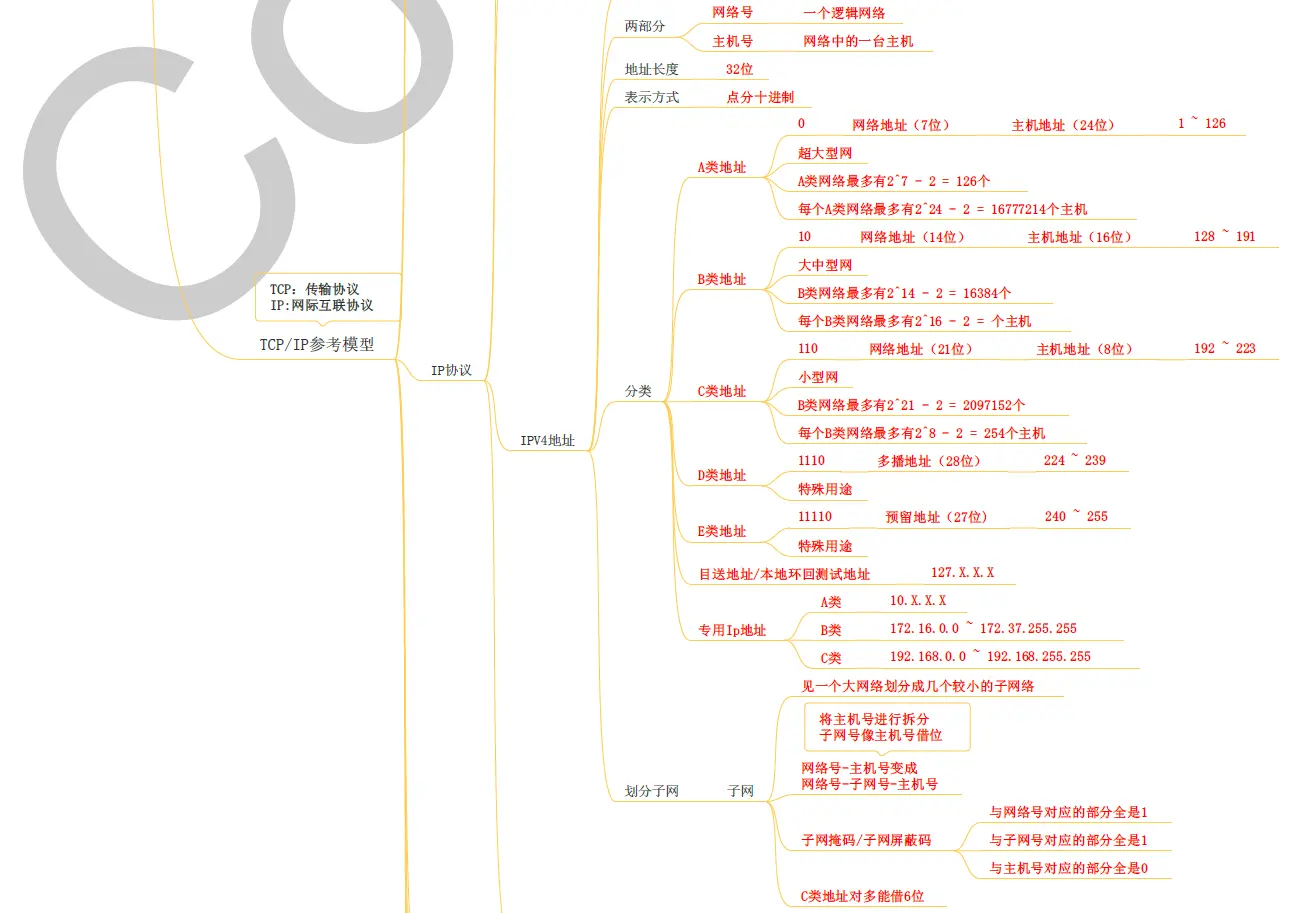 两部分
网络号 一个逻辑网络
主机号 网络中的一台主机
地址长度 32位
表示方式 点分十进制
A类地址
0 网络地址（7位） 主机地址（24位） 1 ~ 126
超大型网
A类网络最多有2^7 - 2 = 126个
每个A类网络最多有2^24 - 2 = 16777214个主机
B类地址
10 网络地址（14位） 主机地址（16位） 128 ~ 191
大中型网
B类网络最多有2^14 - 2 = 16384个
每个B类网络最多有2^16 - 2 = 个主机
TCP：传输协议
IP:网际互联协议
TCP/IP参考模型
IP协议
IPV4地址
分类
C类地址
110 网络地址（21位） 主机地址（8位） 192 ~ 223
小型网
B类网络最多有2^21 - 2 = 2097152个
每个B类网络最多有2^8 - 2 = 254个主机
D类地址
1110 多播地址（28位） 224 ~ 239
特殊用途
E类地址
11110 预留地址（27位) 240 ~ 255
特殊用途
目送地址/本地环回测试地址 127.X.X.X
专用Ip地址
A类 10.X.X.X
B类 172.16.0.0 ~ 172.37.255.255
C类 192.168.0.0 ~ 192.168.255.255
划分子网 子网
见一个大网络划分成几个较小的子网络
将主机号进行拆分
子网号像主机号借位
网络号-主机号变成
网络号-子网号-主机号
子网掩码/子网屏蔽码
与网络号对应的部分全是1
与子网号对应的部分全是1
与主机号对应的部分全是0
C类地址对多能借6位